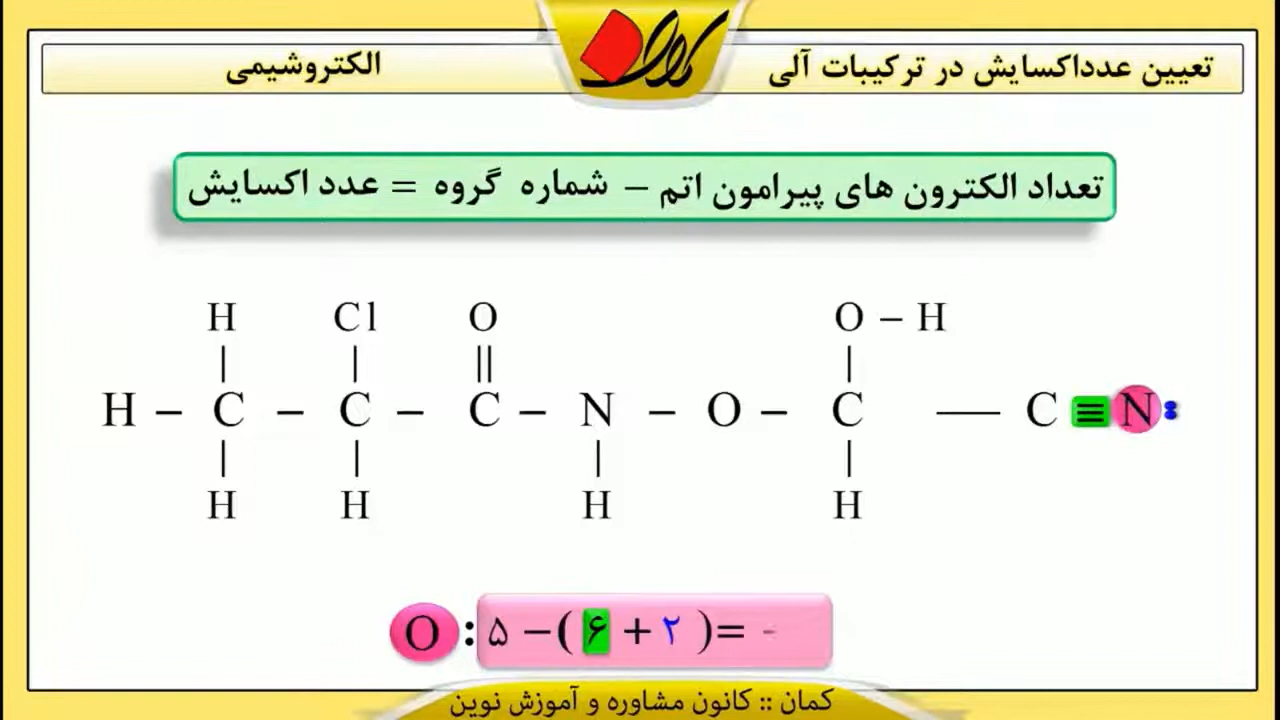 تعیین عدداکسایش در ترکیبات آلی
الکتروشیمی
تعداد الکترون های پیرامون اتم – شماره گروه = عدد اکسایش
H Cl O O – H
| | || |
H – C – C – C – N – O – C — C ≡ N:
| | | |
H H H H
O : ۵ – ( ۶ + ۲ ) = -
کمان :: کانون مشاوره و آموزش نوین